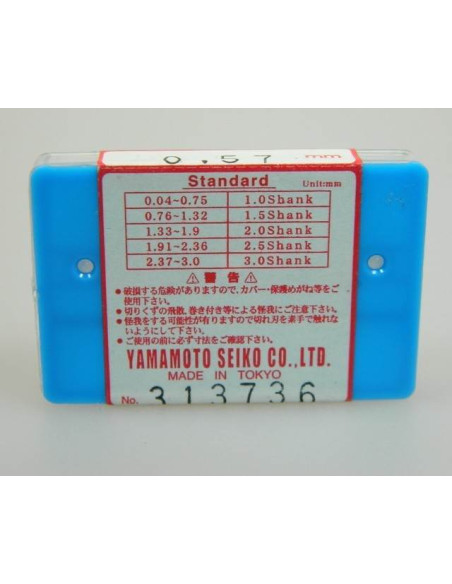 0.57 mm
Standard Unit:mm
0.04~0.75 1.0Shank
0.76~1.32 1.5Shank
1.33~1.9 2.0Shank
1.91~2.36 2.5Shank
2.37~3.0 3.0Shank
⚠警告⚠
●破損する危険がありますので、カバー・保護めがね等をご
使用下さい。
●切りくずの飛散、巻き付き等による怪我にご注意下さい。
●怪我をする可能性が有りますので切れ刃を素手で触れな
いようにして下さい。
●ご使用の前に必ず寸法をご確認下さい。
YAMAMOTO SEIKO CO.,LTD.
MADE IN TOKYO
No. 313736